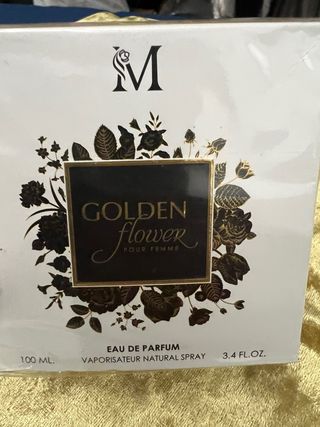 M
GOLDEN
flower
POUR FEMME
EAU DE PARFUM
100 ML. VAPORISATEUR NATURAL SPRAY 3.4 FL.OZ.